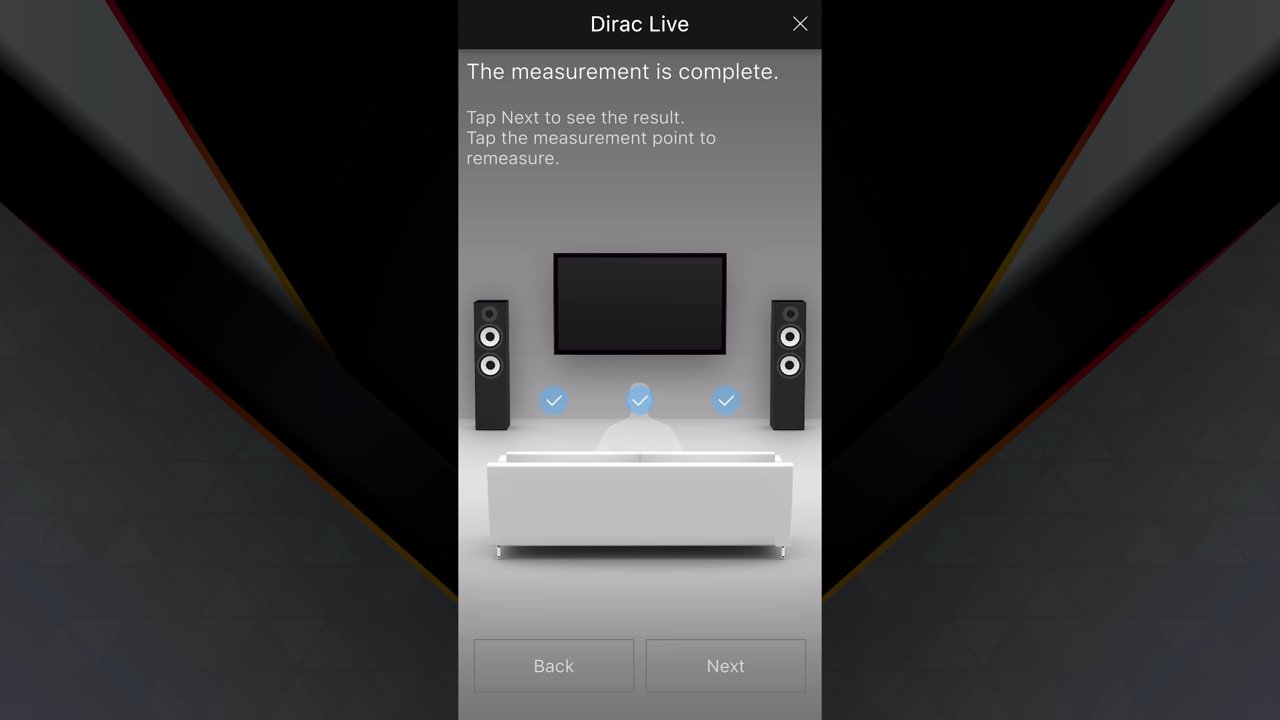 Dirac Live
The measurement is complete.
Tap Next to see the result.
Tap the measurement point to
remeasure.
Back
Next